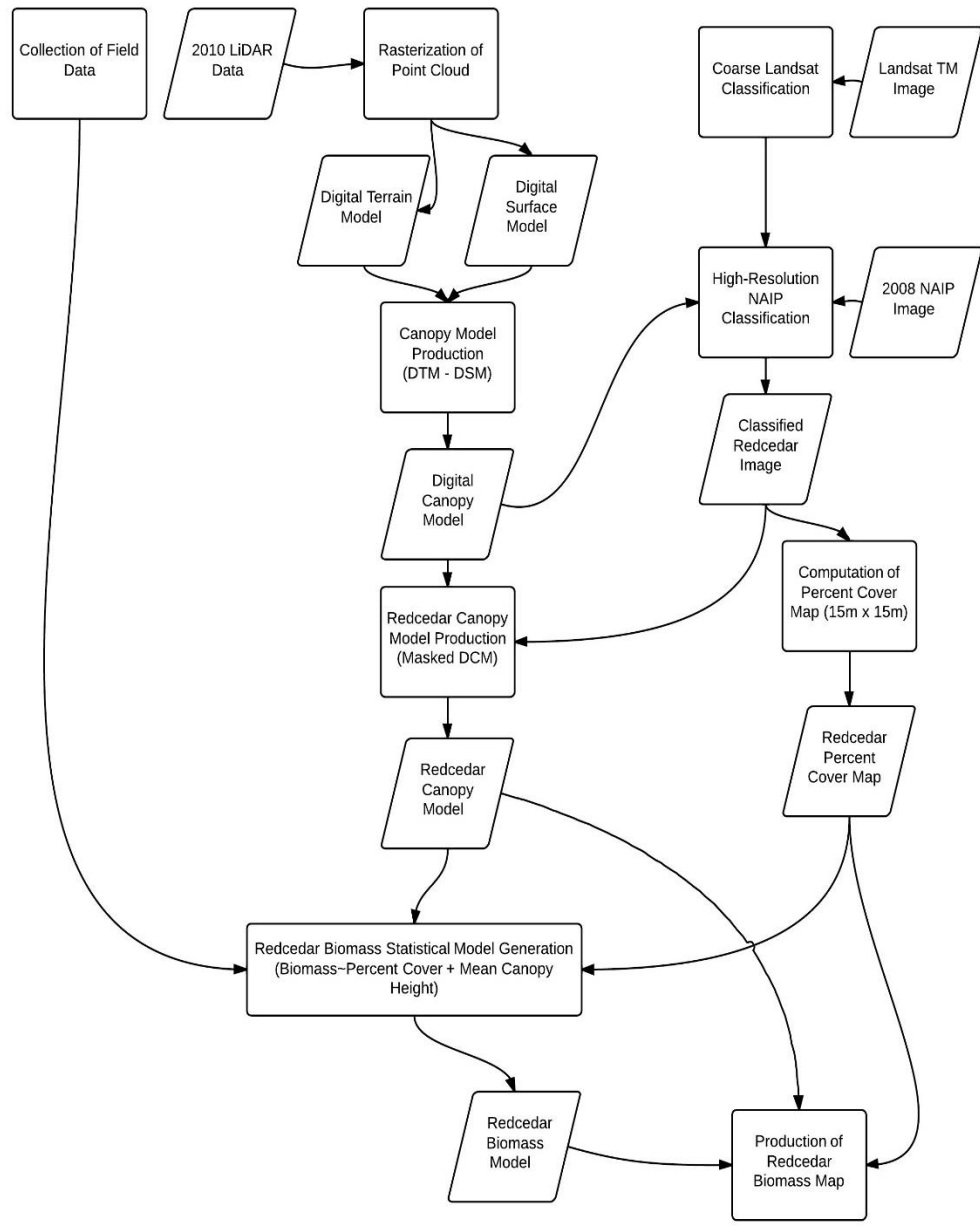 Collection of Field
Data
2010 LiDAR
Data
Rasterization of
Point Cloud
Coarse Landsat
Classification
Landsat TM
Image
Digital Terrain
Model
Digital
Surface
Model
High-Resolution
NAIP
Classification
2008 NAIP
Image
Canopy Model
Production
(DTM - DSM)
Classified
Redcedar
Image
Digital
Canopy
Model
Computation of
Percent Cover
Map (15m x 15m)
Redcedar Canopy
Model Production
(Masked DCM)
Redcedar
Percent
Cover Map
Redcedar
Canopy
Model
Redcedar Biomass Statistical Model Generation
(Biomass~Percent Cover + Mean Canopy
Height)
Redcedar
Biomass
Model
Production of
Redcedar
Biomass Map